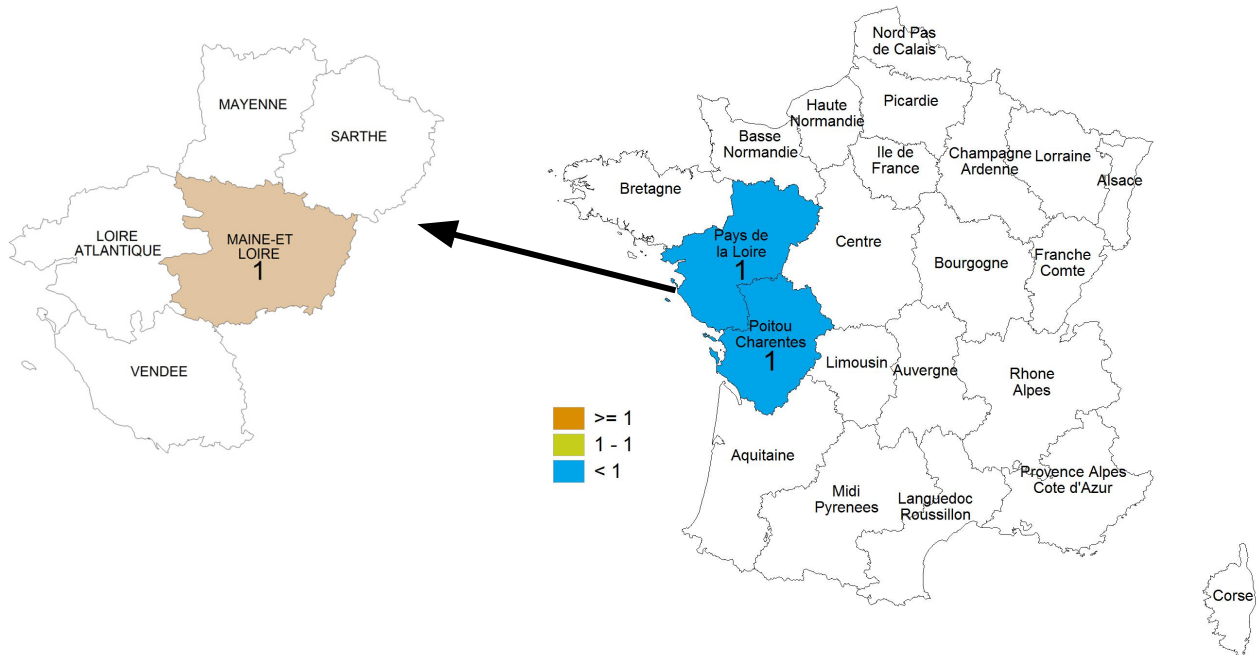 MAYENNE
SARTHE
LOIRE
ATLANTIQUE
MAINE-ET
LOIRE
1
VENDEE
Nord Pas
de Calais
Picardie
Haute
Normandie
Basse
Normandie
Ile de
France
Champagne
Ardenne
Lorraine
Alsace
Bretagne
Pays de
la Loire
1
Centre
Bourgogne
Franche
Comte
Poitou
Charentes
1
Limousin
Auvergne
Rhone
Alpes
>= 1
1 - 1
< 1
Aquitaine
Midi
Pyrenees
Languedoc
Roussillon
Provence Alpes
Cote d'Azur
Corse